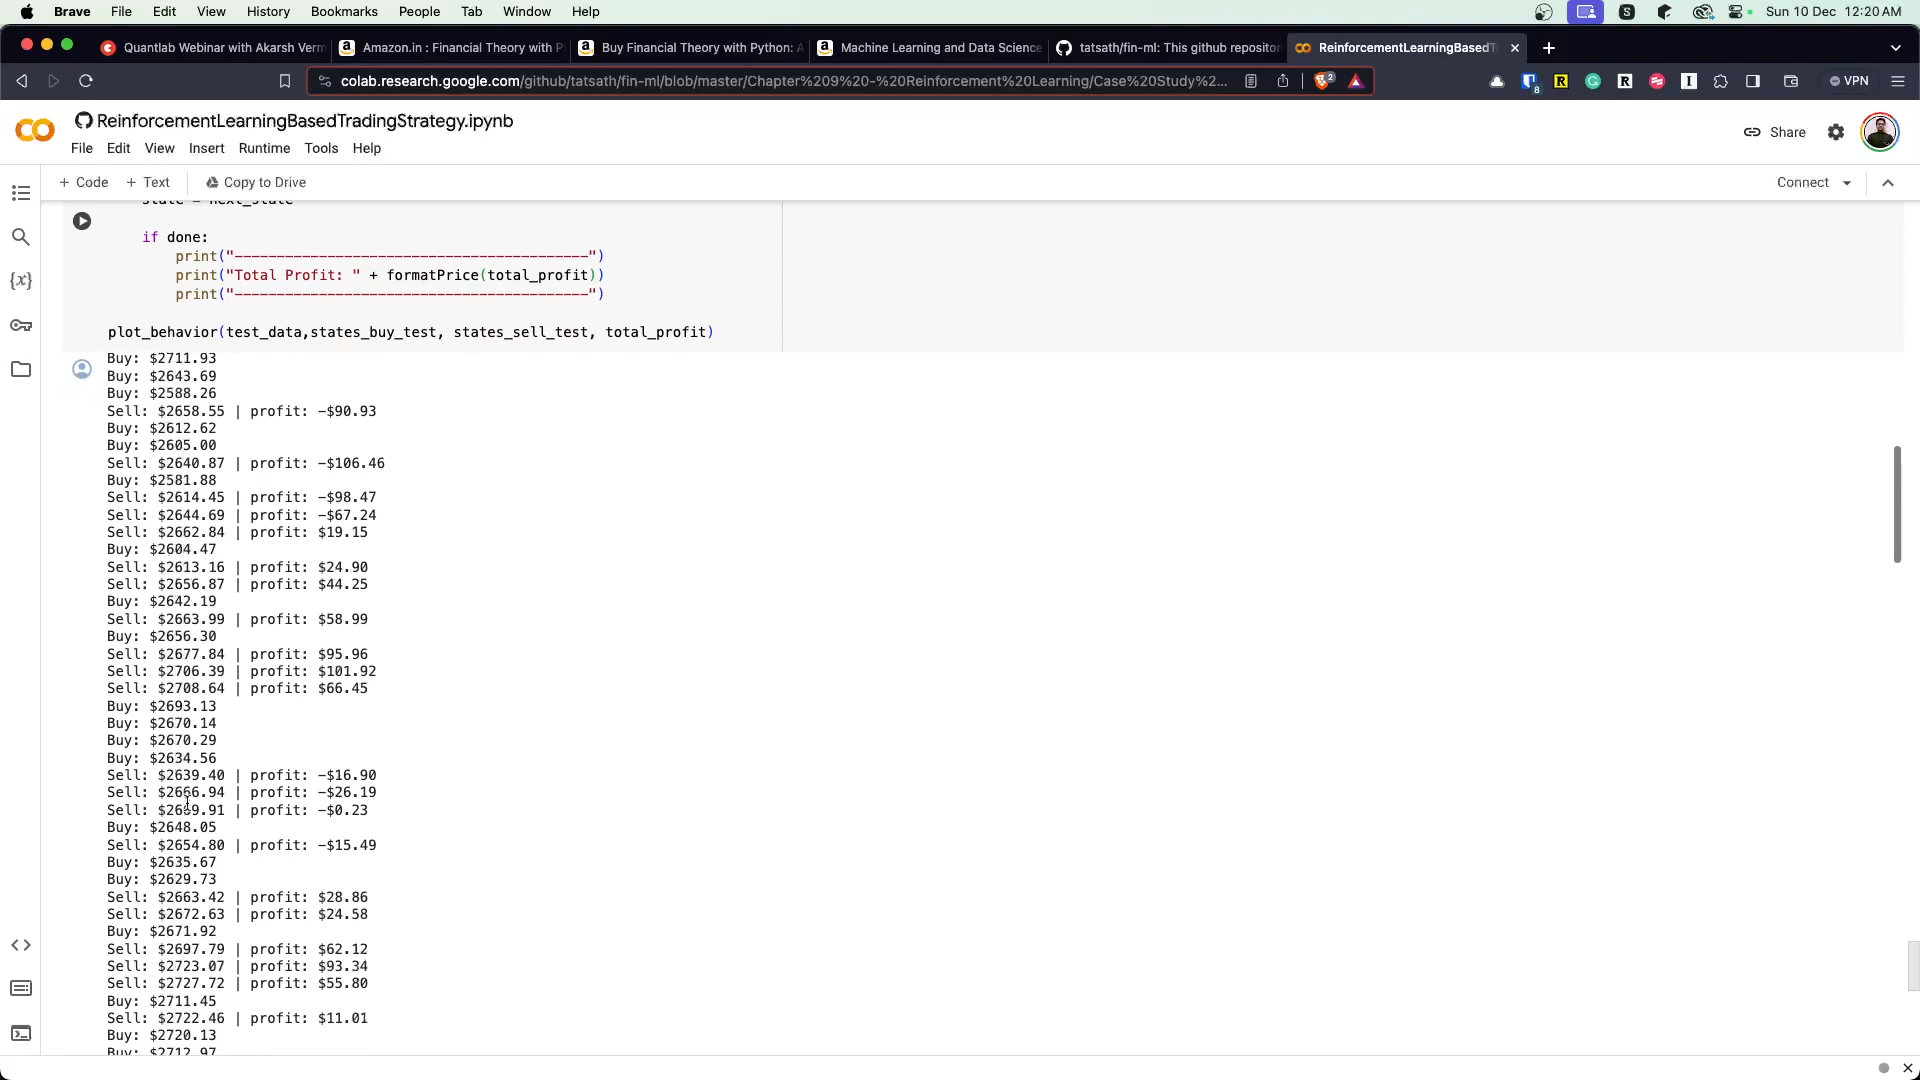 Brave File Edit View History Bookmarks People Tab Window Help Sun 10 Dec 12:20 AM
Quantlab Webinar with Akarsh Verm
Amazon.in : Financial Theory with P
Buy Financial Theory with Python: A
Machine Learning and Data Science
tatsath/fin-ml: This github repositor
ReinforcementLearningBasedT
colab.research.google.com/github/tatsath/fin-ml/blob/master/Chapter%209%20-%20Reinforcement%20Learning/Case%20Study%2... 2 8 VPN
ReinforcementLearningBasedTradingStrategy.ipynb
Share
File Edit View Insert Runtime Tools Help
+ Code + Text Copy to Drive Connect
state = next_state
if done:
print("------------------------------------------")
print("Total Profit: " + formatPrice(total_profit))
print("------------------------------------------")
plot_behavior(test_data,states_buy_test, states_sell_test, total_profit)
Buy: $2711.93
Buy: $2643.69
Buy: $2588.26
Sell: $2658.55 | profit: -$90.93
Buy: $2612.62
Buy: $2605.00
Sell: $2640.87 | profit: -$106.46
Buy: $2581.88
Sell: $2614.45 | profit: -$98.47
Sell: $2644.69 | profit: -$67.24
Sell: $2662.84 | profit: $19.15
Buy: $2604.47
Sell: $2613.16 | profit: $24.90
Sell: $2656.87 | profit: $44.25
Buy: $2642.19
Sell: $2663.99 | profit: $58.99
Buy: $2656.30
Sell: $2677.84 | profit: $95.96
Sell: $2706.39 | profit: $101.92
Sell: $2708.64 | profit: $66.45
Buy: $2693.13
Buy: $2670.14
Buy: $2670.29
Buy: $2634.56
Sell: $2639.40 | profit: -$16.90
Sell: $2666.94 | profit: -$26.19
Sell: $2669.91 | profit: -$0.23
Buy: $2648.05
Sell: $2654.80 | profit: -$15.49
Buy: $2635.67
Buy: $2629.73
Sell: $2663.42 | profit: $28.86
Sell: $2672.63 | profit: $24.58
Buy: $2671.92
Sell: $2697.79 | profit: $62.12
Sell: $2723.07 | profit: $93.34
Sell: $2727.72 | profit: $55.80
Buy: $2711.45
Sell: $2722.46 | profit: $11.01
Buy: $2720.13
Buy: $2712.97